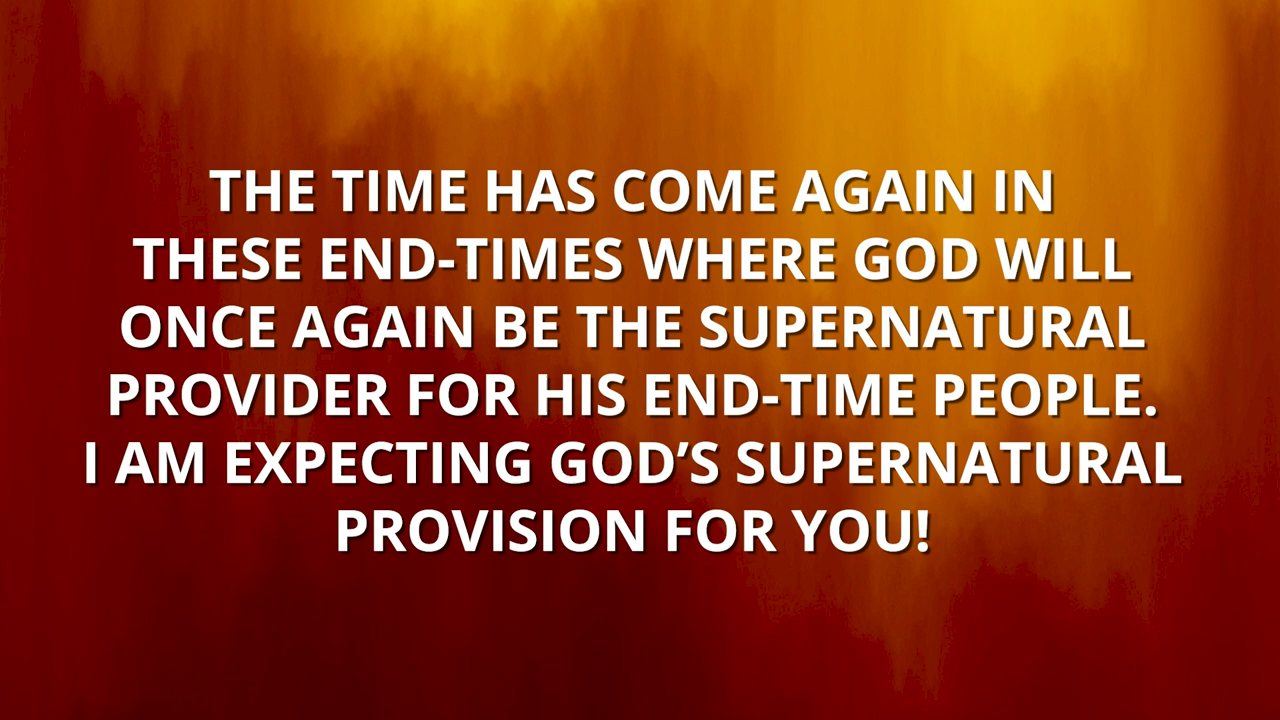 THE TIME HAS COME AGAIN IN
THESE END-TIMES WHERE GOD WILL
ONCE AGAIN BE THE SUPERNATURAL
PROVIDER FOR HIS END-TIME PEOPLE.
I AM EXPECTING GOD’S SUPERNATURAL
PROVISION FOR YOU!